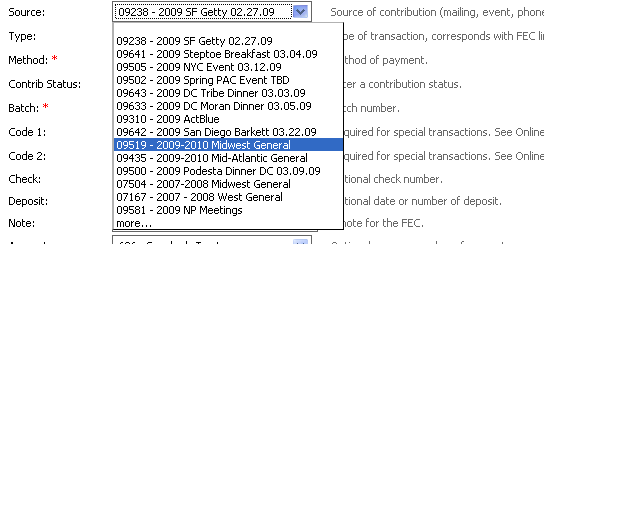 Source: 09238 - 2009 SF Getty 02.27.09 Source of contribution (mailing, event, phone
09238 - 2009 SF Getty 02.27.09
Type: pe of transaction, corresponds with FEC lin
09641 - 2009 Steptoe Breakfast 03.04.09
Method: * thod of payment.
09505 - 2009 NYC Event 03.12.09
09502 - 2009 Spring PAC Event TBD
Contrib Status: ter a contribution status.
09643 - 2009 DC Tribe Dinner 03.03.09
09633 - 2009 DC Moran Dinner 03.05.09
Batch: * tch number.
09310 - 2009 ActBlue
09642 - 2009 San Diego Barkett 03.22.09
Code 1: quired for special transactions. See Online
09519 - 2009-2010 Midwest General
09435 - 2009-2010 Mid-Atlantic General
Code 2: quired for special transactions. See Online
09500 - 2009 Podesta Dinner DC 03.09.09
Check: tional check number.
07504 - 2007-2008 Midwest General
07167 - 2007 - 2008 West General
Deposit: tional date or number of deposit.
09581 - 2009 NP Meetings
Note: note for the FEC.
more...